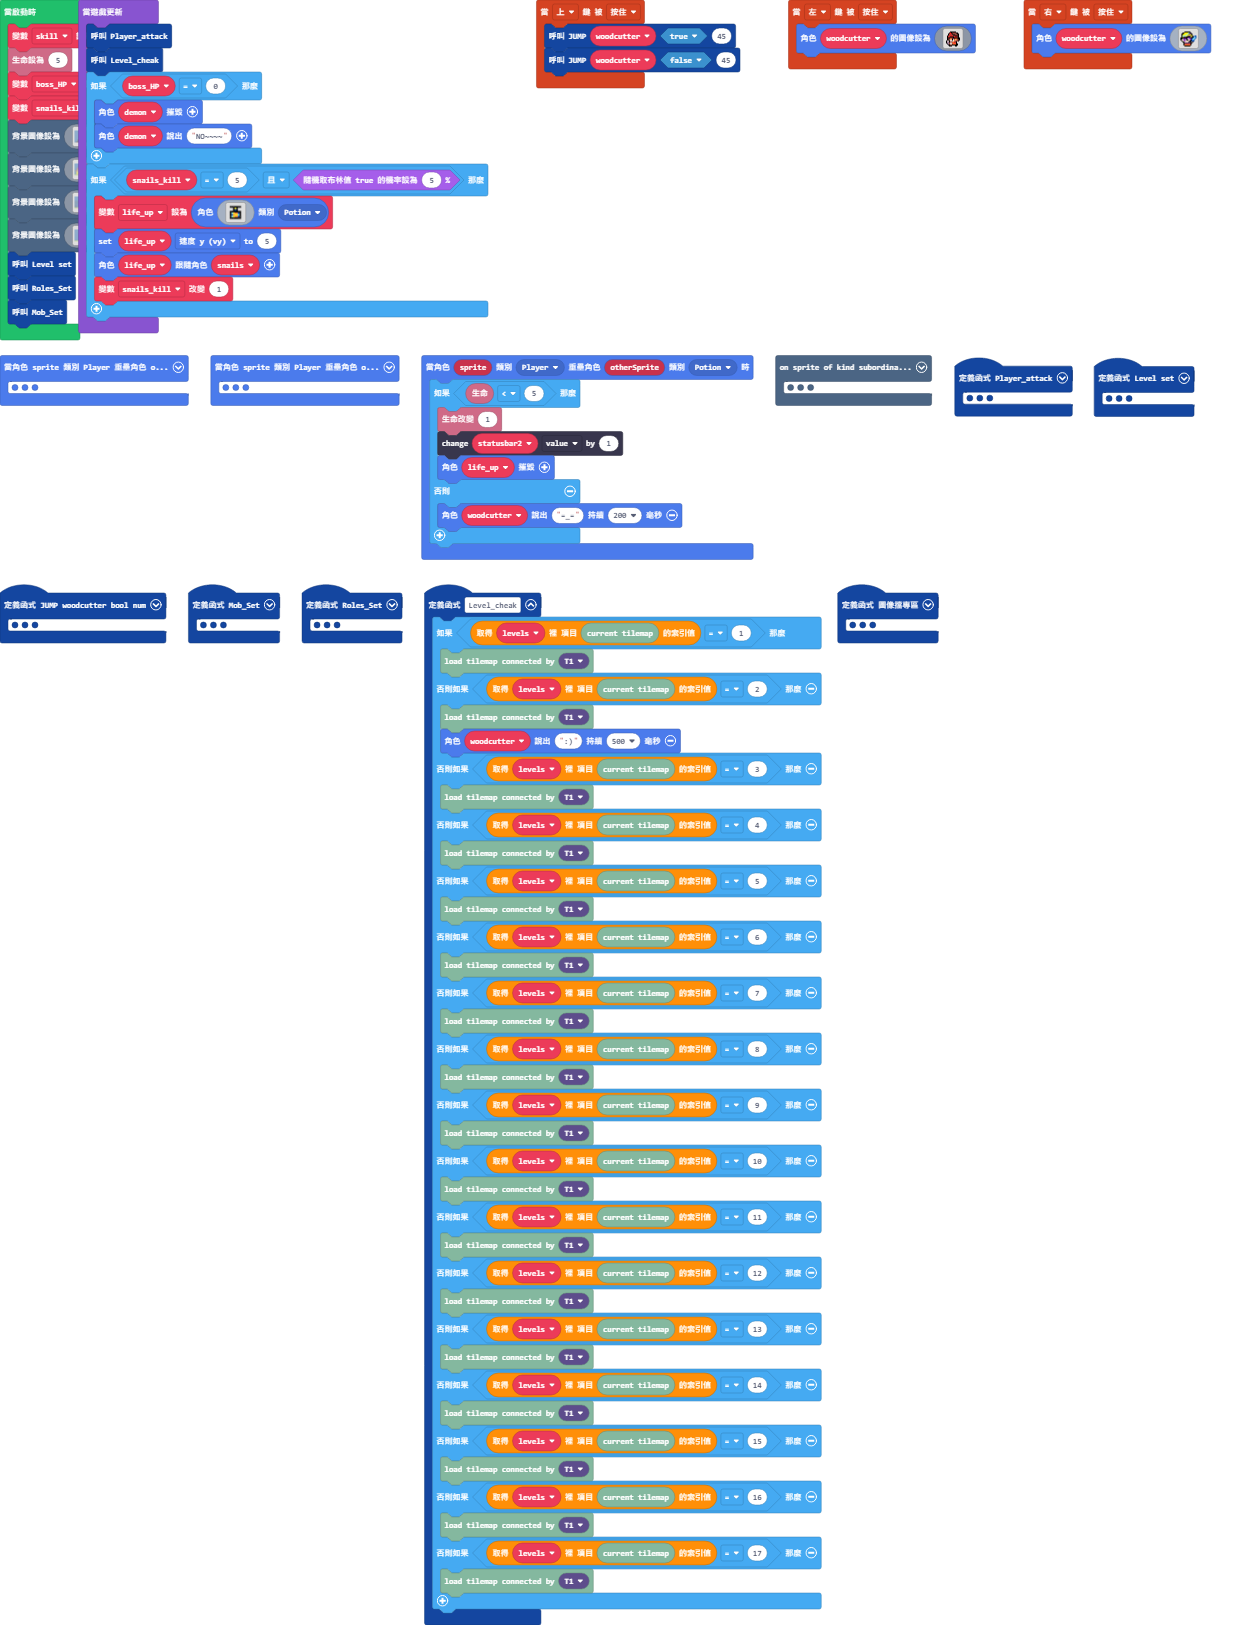 當啟動時
變數 skill
生命設為 5
變數 boss_HP
變數 snails_kil
背景圖像設為
背景圖像設為
背景圖像設為
背景圖像設為
呼叫 Level set
呼叫 Roles_Set
呼叫 Mob_Set
當遊戲更新
呼叫 Player_attack
呼叫 Level_cheak
如果 boss_HP = 0 那麼
角色 demon 摧毀
角色 demon 說出 "NO~~~~"
如果 snails_kill = 5 且 隨機取布林值 true 的機率設為 5 % 那麼
變數 life_up 設為 角色 類別 Potion
set life_up 速度 y (vy) to 5
角色 life_up 跟隨角色 snails
變數 snails_kill 改變 1
當 上 鍵 被 按住
呼叫 JUMP woodcutter true 45
呼叫 JUMP woodcutter false 45
當 左 鍵 被 按住
角色 woodcutter 的圖像設為
當 右 鍵 被 按住
角色 woodcutter 的圖像設為
當角色 sprite 類別 Player 重疊角色 o...
當角色 sprite 類別 Player 重疊角色 o...
當角色 sprite 類別 Player 重疊角色 otherSprite 類別 Potion 時
如果 生命 < 5 那麼
生命改變 1
change statusbar2 value by 1
角色 life_up 摧毀
否則
角色 woodcutter 說出 "=_=" 持續 200 毫秒
on sprite of kind subordina...
定義函式 Player_attack
定義函式 Level set
定義函式 JUMP woodcutter bool num
定義函式 Mob_Set
定義函式 Roles_Set
定義函式 Level_cheak
如果 取得 levels 裡 項目 current tilemap 的索引值 = 1 那麼
load tilemap connected by T1
否則如果 取得 levels 裡 項目 current tilemap 的索引值 = 2 那麼
load tilemap connected by T1
角色 woodcutter 說出 ":)" 持續 500 毫秒
否則如果 取得 levels 裡 項目 current tilemap 的索引值 = 3 那麼
load tilemap connected by T1
否則如果 取得 levels 裡 項目 current tilemap 的索引值 = 4 那麼
load tilemap connected by T1
否則如果 取得 levels 裡 項目 current tilemap 的索引值 = 5 那麼
load tilemap connected by T1
否則如果 取得 levels 裡 項目 current tilemap 的索引值 = 6 那麼
load tilemap connected by T1
否則如果 取得 levels 裡 項目 current tilemap 的索引值 = 7 那麼
load tilemap connected by T1
否則如果 取得 levels 裡 項目 current tilemap 的索引值 = 8 那麼
load tilemap connected by T1
否則如果 取得 levels 裡 項目 current tilemap 的索引值 = 9 那麼
load tilemap connected by T1
否則如果 取得 levels 裡 項目 current tilemap 的索引值 = 10 那麼
load tilemap connected by T1
否則如果 取得 levels 裡 項目 current tilemap 的索引值 = 11 那麼
load tilemap connected by T1
否則如果 取得 levels 裡 項目 current tilemap 的索引值 = 12 那麼
load tilemap connected by T1
否則如果 取得 levels 裡 項目 current tilemap 的索引值 = 13 那麼
load tilemap connected by T1
否則如果 取得 levels 裡 項目 current tilemap 的索引值 = 14 那麼
load tilemap connected by T1
否則如果 取得 levels 裡 項目 current tilemap 的索引值 = 15 那麼
load tilemap connected by T1
否則如果 取得 levels 裡 項目 current tilemap 的索引值 = 16 那麼
load tilemap connected by T1
否則如果 取得 levels 裡 項目 current tilemap 的索引值 = 17 那麼
load tilemap connected by T1
定義函式 圖像擋專區